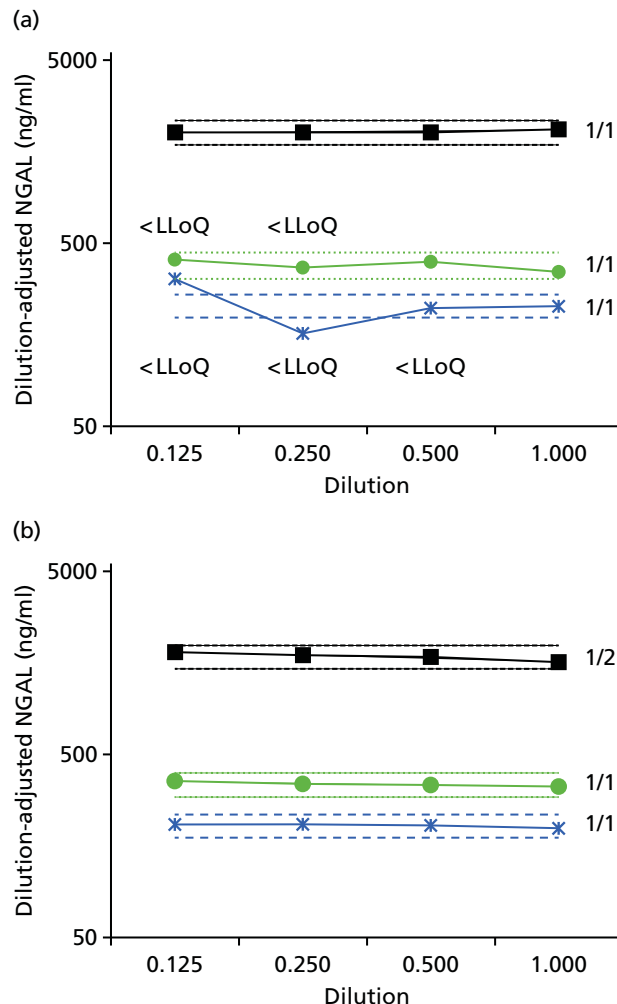 (a)
5000
500
50
Dilution-adjusted NGAL (ng/ml)
1/1
<LLoQ <LLoQ
1/1
1/1
<LLoQ <LLoQ <LLoQ
0.125 0.250 0.500 1.000
Dilution
(b)
5000
500
50
Dilution-adjusted NGAL (ng/ml)
1/2
1/1
1/1
0.125 0.250 0.500 1.000
Dilution